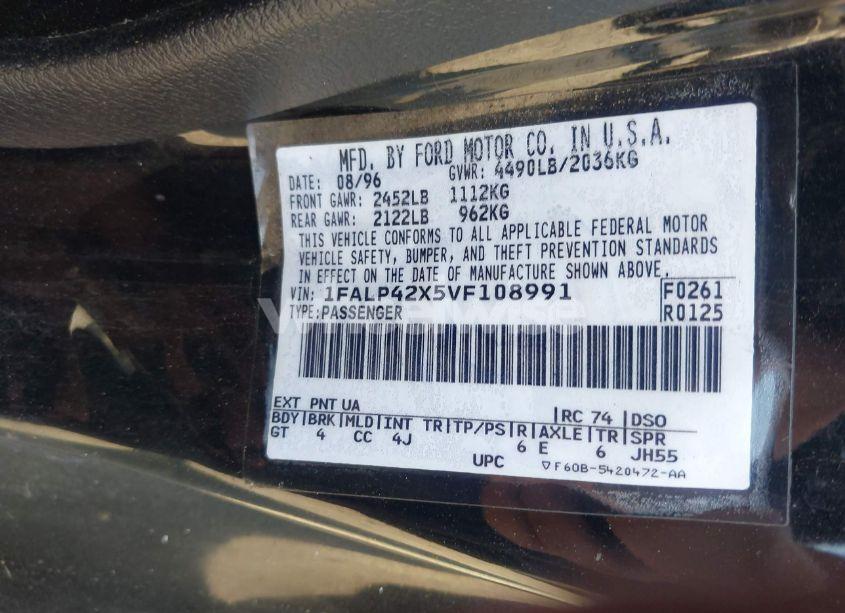 MFD. BY FORD MOTOR CO. IN U.S.A.
DATE: 08/96 GVWR: 4490LB/2036KG
FRONT GAWR: 2452LB 1112KG
REAR GAWR: 2122LB 962KG
THIS VEHICLE CONFORMS TO ALL APPLICABLE FEDERAL MOTOR
VEHICLE SAFETY, BUMPER, AND THEFT PREVENTION STANDARDS
IN EFFECT ON THE DATE OF MANUFACTURE SHOWN ABOVE.
VIN: 1FALP42X5VF108991 F0261
TYPE: PASSENGER R0125
EXT PNT UA RC 74 DSO
BDY BRK MLD INT TR TP/PS R AXLE TR SPR
GT 4 CC 4J 6 E 6 JH55
UPC ▽F60B-5420472-AA